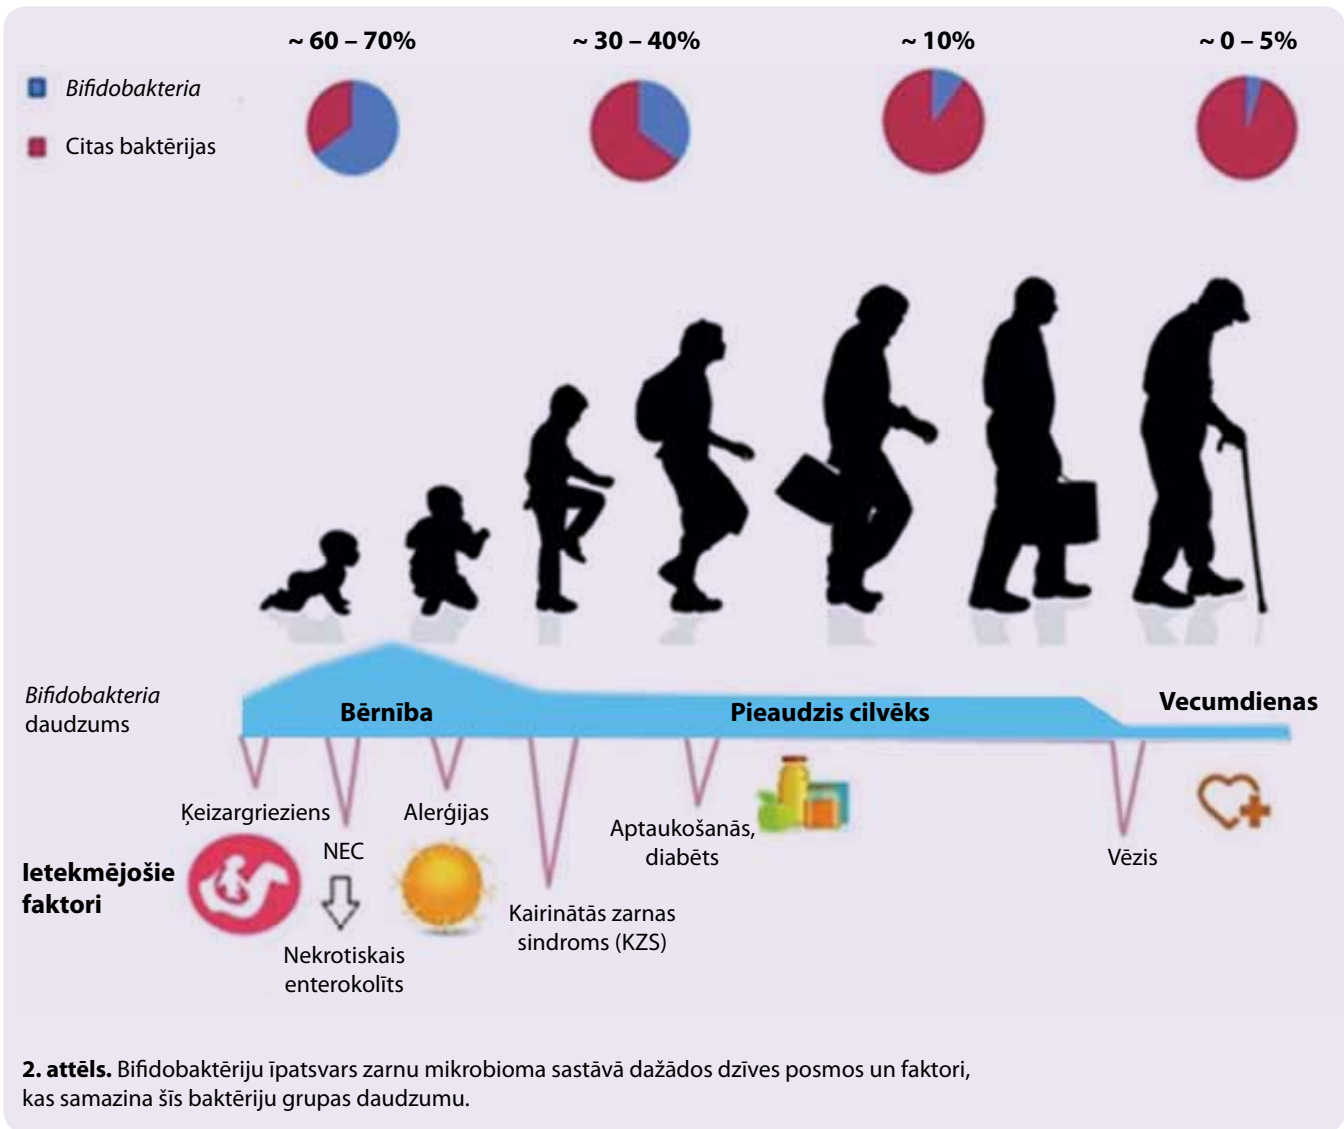 ~ 60 – 70%
~ 30 – 40%
~ 10%
~ 0 – 5%
Bifidobakteria
Citas baktērijas
Bifidobakteria
daudzums
Bērnība
Pieaudzis cilvēks
Vecumdienas
Ietekmējošie
faktori
Ķeizargrieziens
NEC
Nekrotiskais
enterokolīts
Alerģijas
Kairinātās zarnas
sindroms (KZS)
Aptaukošanās,
diabēts
Vēzis
2. attēls. Bifidobaktēriju īpatsvars zarnu mikrobioma sastāvā dažādos dzīves posmos un faktori,
kas samazina šīs baktēriju grupas daudzumu.